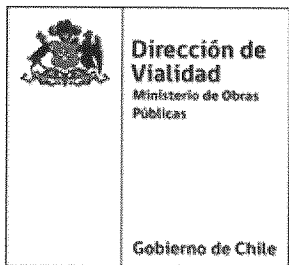 Dirección de
Vialidad
Ministerio de Obras
Públicas
Gobierno de Chile